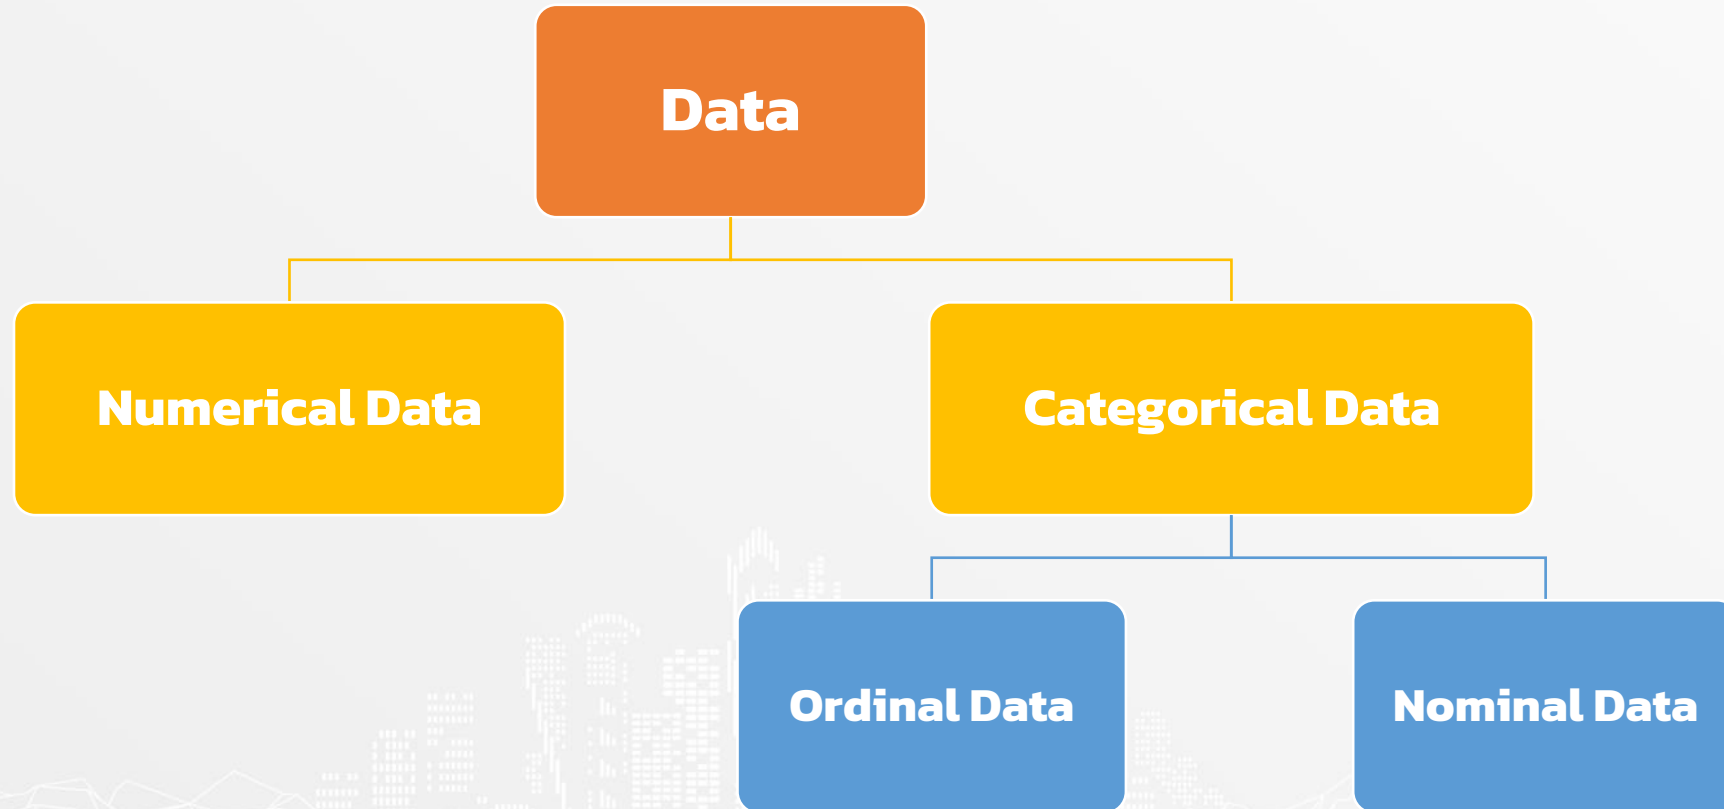 Data
Numerical Data
Categorical Data
Ordinal Data
Nominal Data